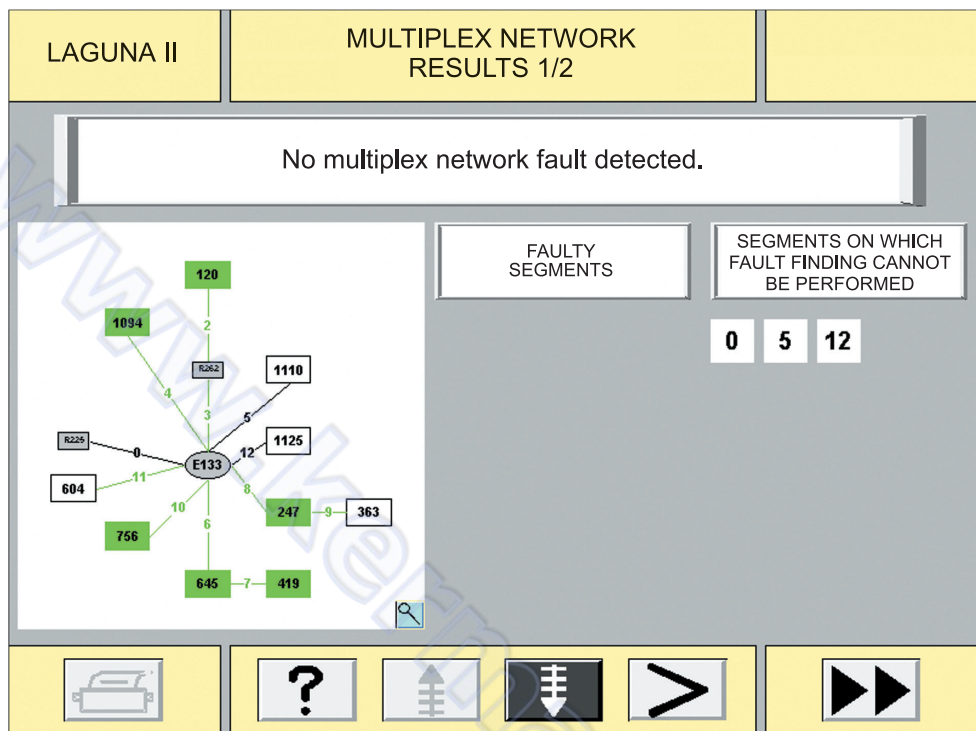 LAGUNA II
MULTIPLEX NETWORK
RESULTS 1/2
No multiplex network fault detected.
FAULTY
SEGMENTS
SEGMENTS ON WHICH
FAULT FINDING CANNOT
BE PERFORMED
0 5 12
120
1094
2
R262
1110
4
3
5
R225
0
12
1125
E133
604
11
8
10
6
247
9
363
756
645
7
419
?
>
www.kerma